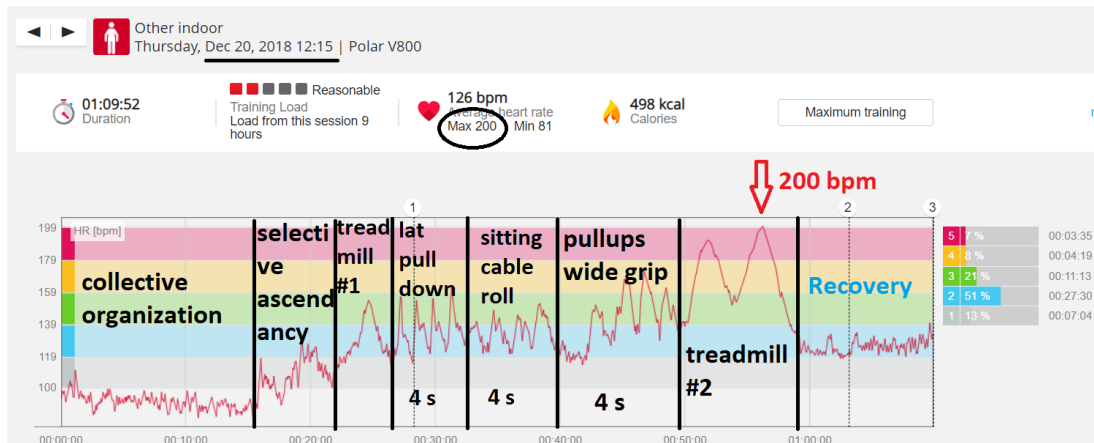 Other indoor
Thursday, Dec 20, 2018 12:15 | Polar V800
01:09:52
Duration
Reasonable
Training Load
Load from this session 9
hours
126 bpm
Average heart rate
Max 200 Min 81
498 kcal
Calories
Maximum training
200 bpm
1
2
3
HR [bpm]
199
179
159
139
119
100
collective
organization
selecti
ve
ascend
ancy
tread
mill
#1
lat
pull
down
4 s
sitting
cable
roll
4 s
pullups
wide grip
4 s
treadmill
#2
Recovery
5 7 % 00:03:35
4 8 % 00:04:19
3 21 % 00:11:13
2 51 % 00:27:30
1 13 % 00:07:04
00:00:00
00:10:00
00:20:00
00:30:00
00:40:00
00:50:00
01:00:00